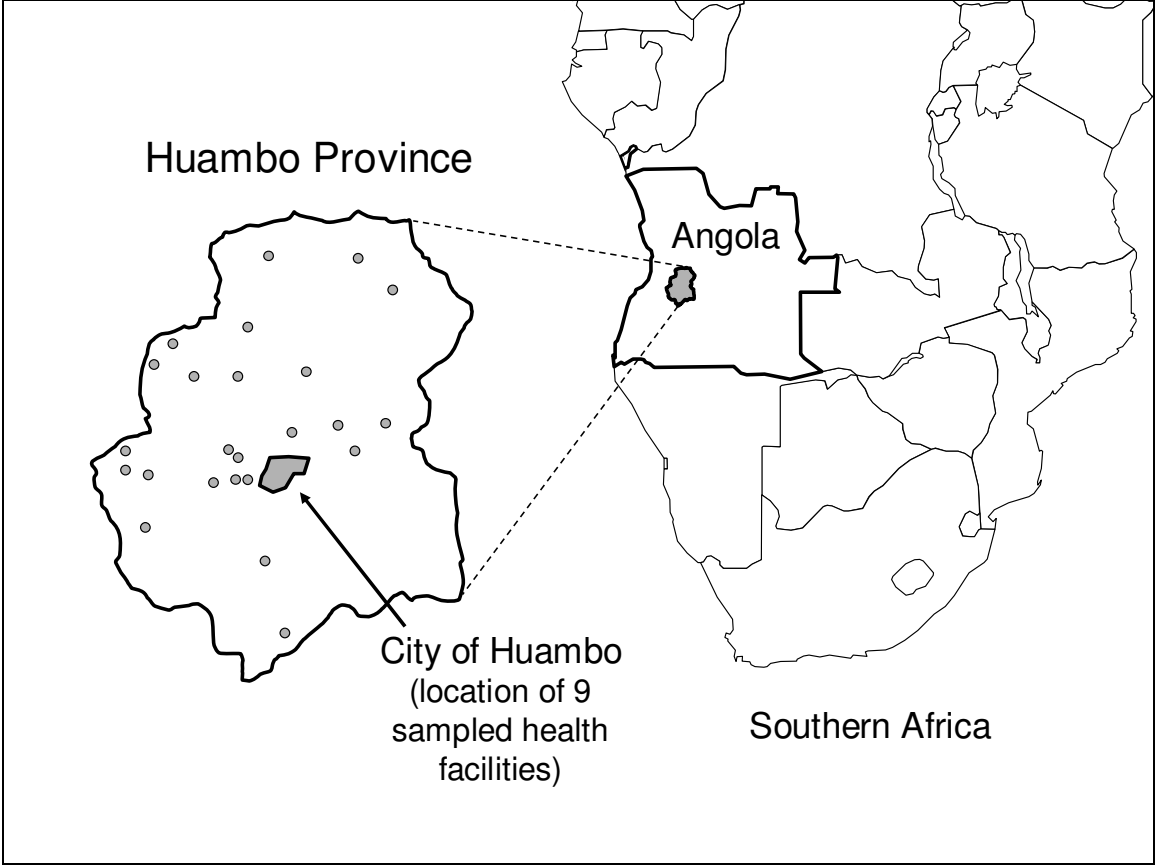 Huambo Province
Angola
City of Huambo
(location of 9
sampled health
facilities)
Southern Africa